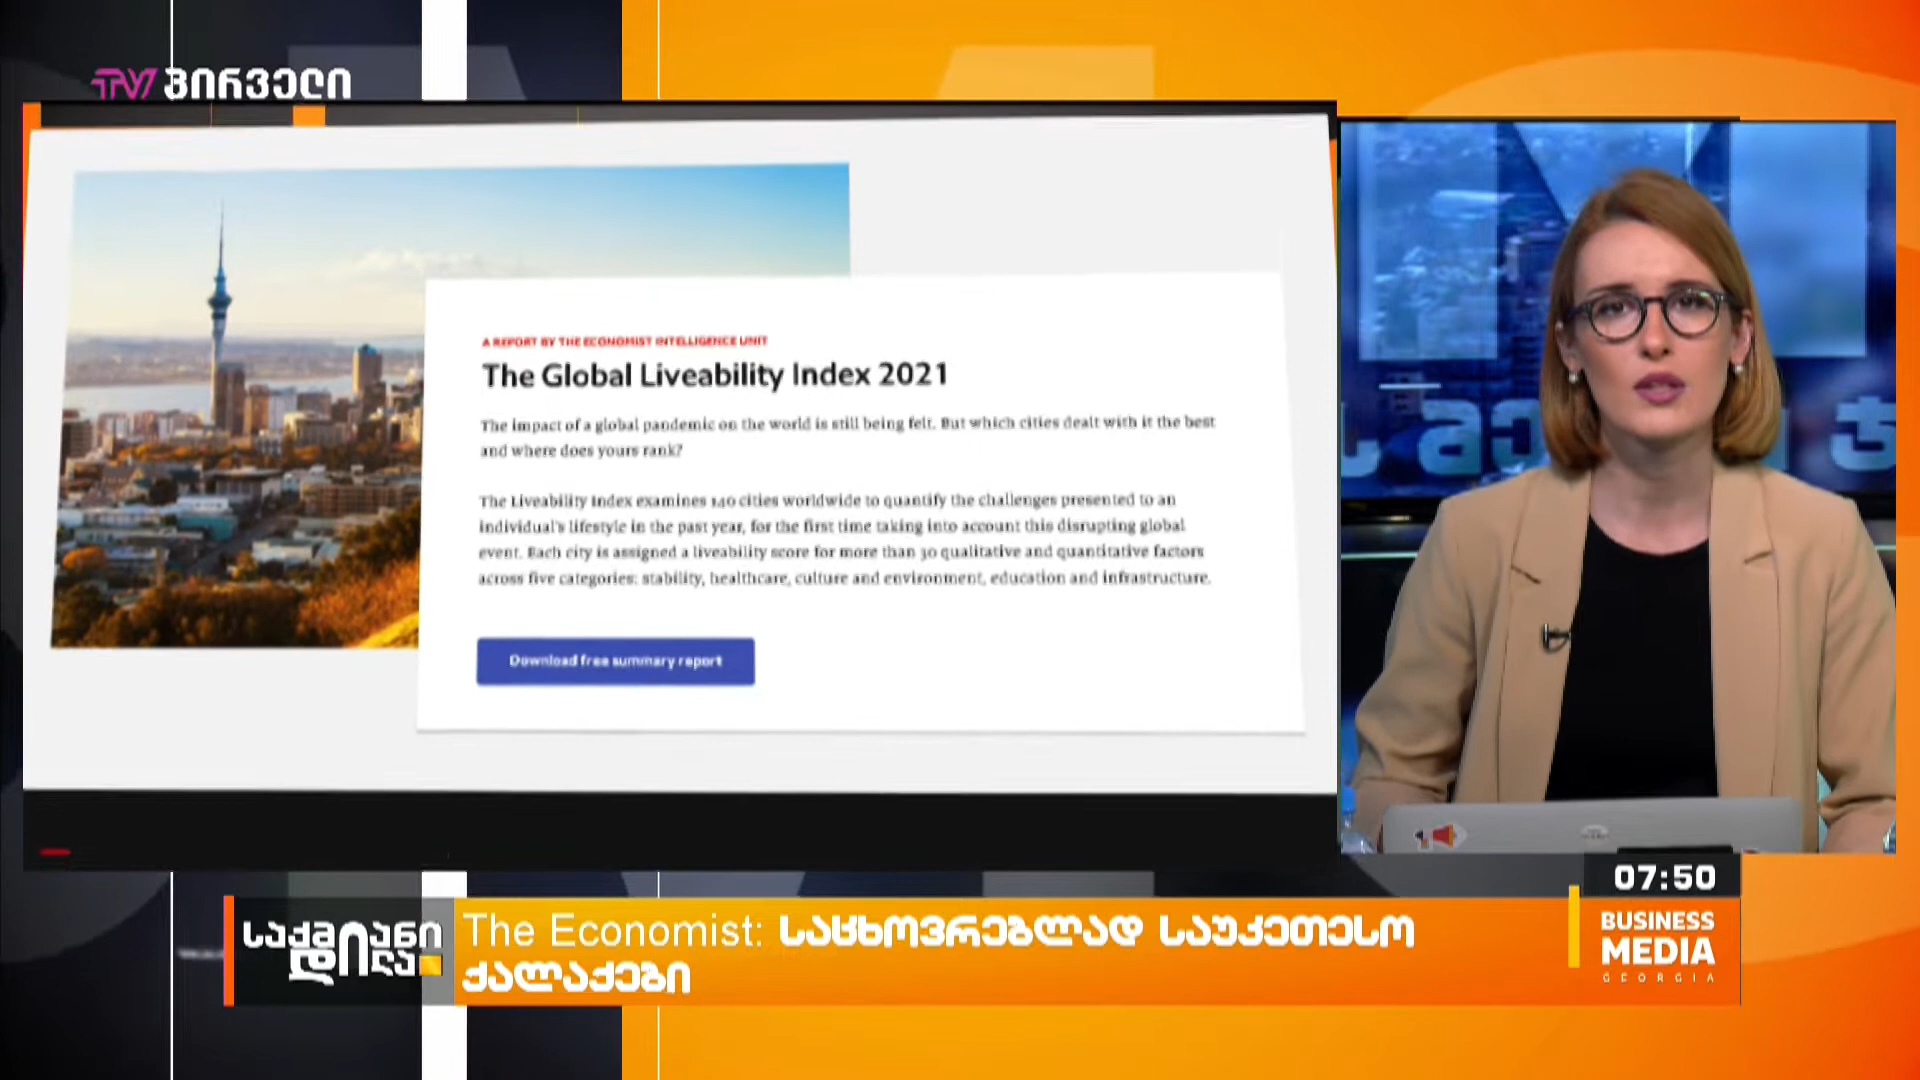 TV პირველი
A REPORT BY THE ECONOMIST INTELLIGENCE UNIT
The Global Liveability Index 2021
The impact of a global pandemic on the world is still being felt. But which cities dealt with it the best
and where does yours rank?
The Liveability Index examines 140 cities worldwide to quantify the challenges presented to an
individual's lifestyle in the past year, for the first time taking into account this disrupting global
event. Each city is assigned a liveability score for more than 30 qualitative and quantitative factors
across five categories: stability, healthcare, culture and environment, education and infrastructure.
Download free summary report
07:50
საქმიანი
დილა
The Economist: საცხოვრებლად საუკეთესო
ქალაქები
BUSINESS
MEDIA
GEORGIA